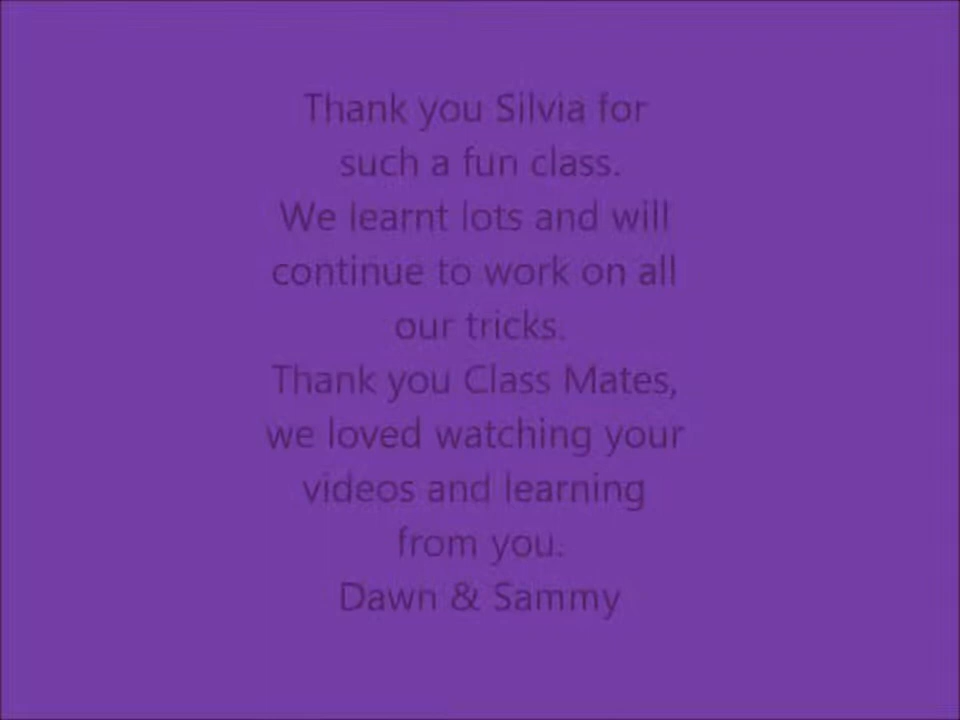 Thank you Silvia for
such a fun class.
We learnt lots and will
continue to work on all
our tricks.
Thank you Class Mates,
we loved watching your
videos and learning
from you.
Dawn & Sammy